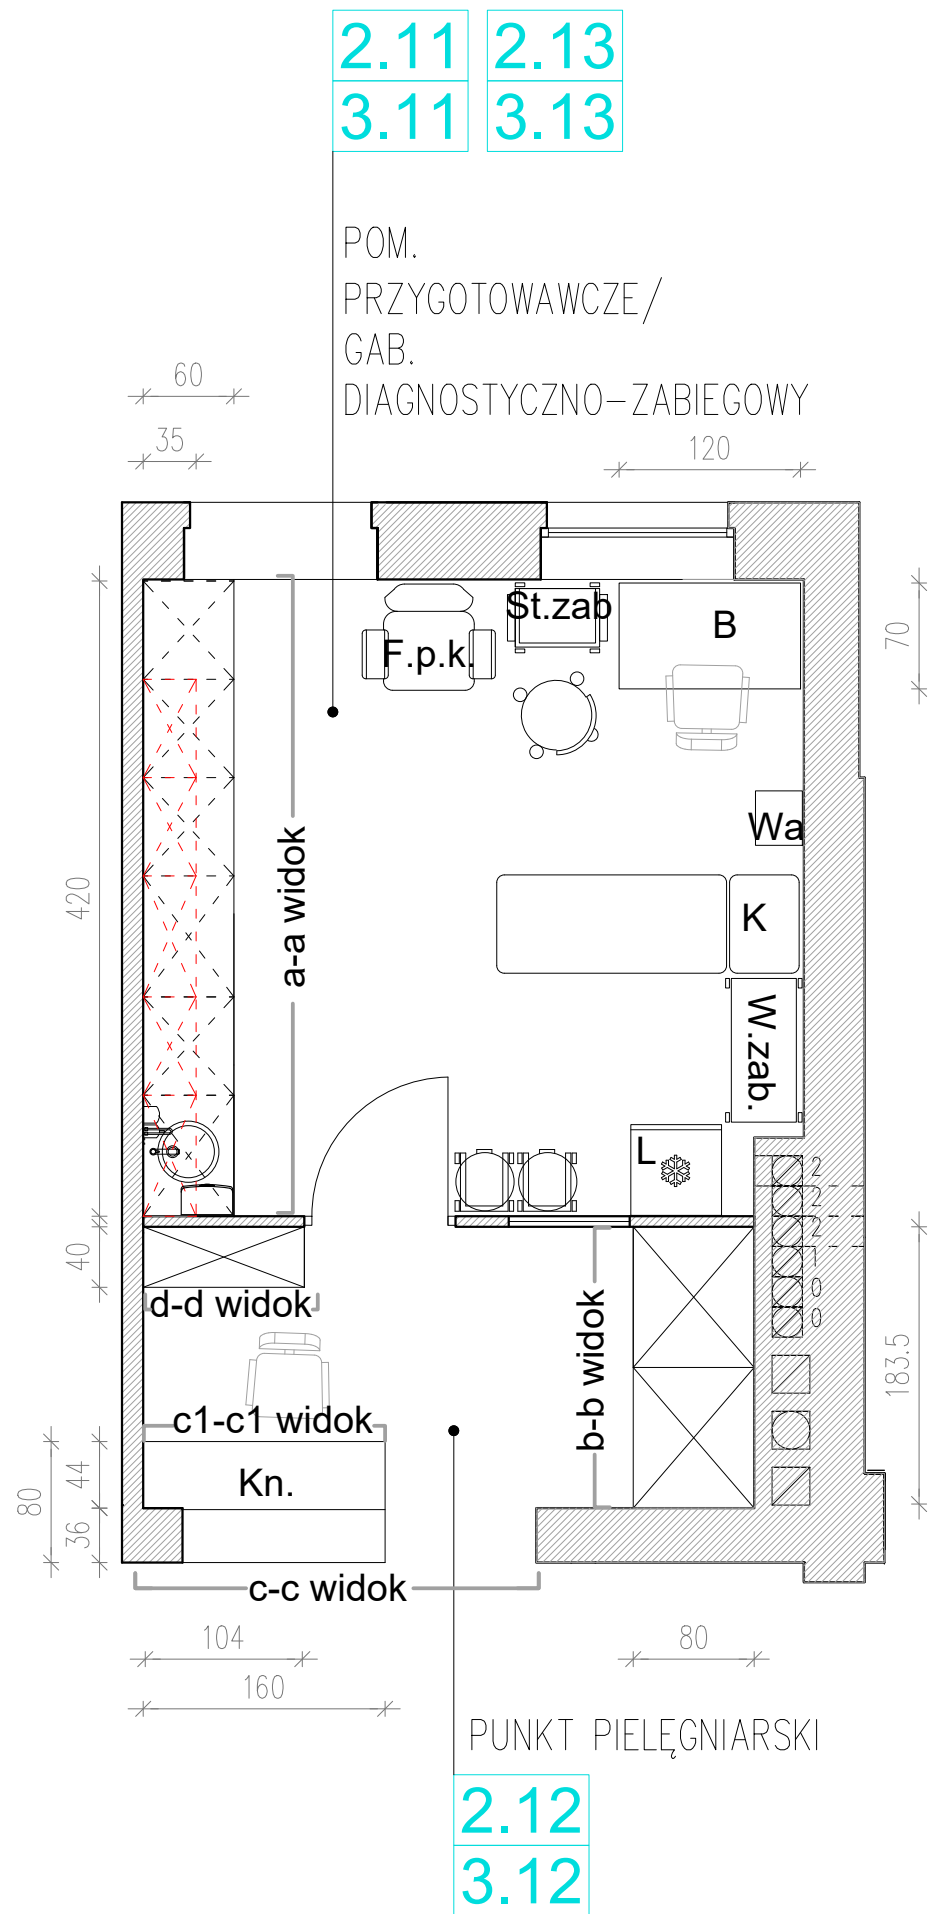 2.11 2.13
3.11 3.13
POM.
PRZYGOTOWAWCZE/
GAB.
DIAGNOSTYCZNO-ZABIEGOWY
60
35
120
St.zab
B
F.p.k.
70
Wa
a-a widok
420
K
W.zab.
L
2
2
2
1
0
0
40
d-d widok
b-b widok
183.5
c1-c1 widok
44
Kn.
80
36
c-c widok
104
80
160
PUNKT PIELĘGNIARSKI
2.12
3.12